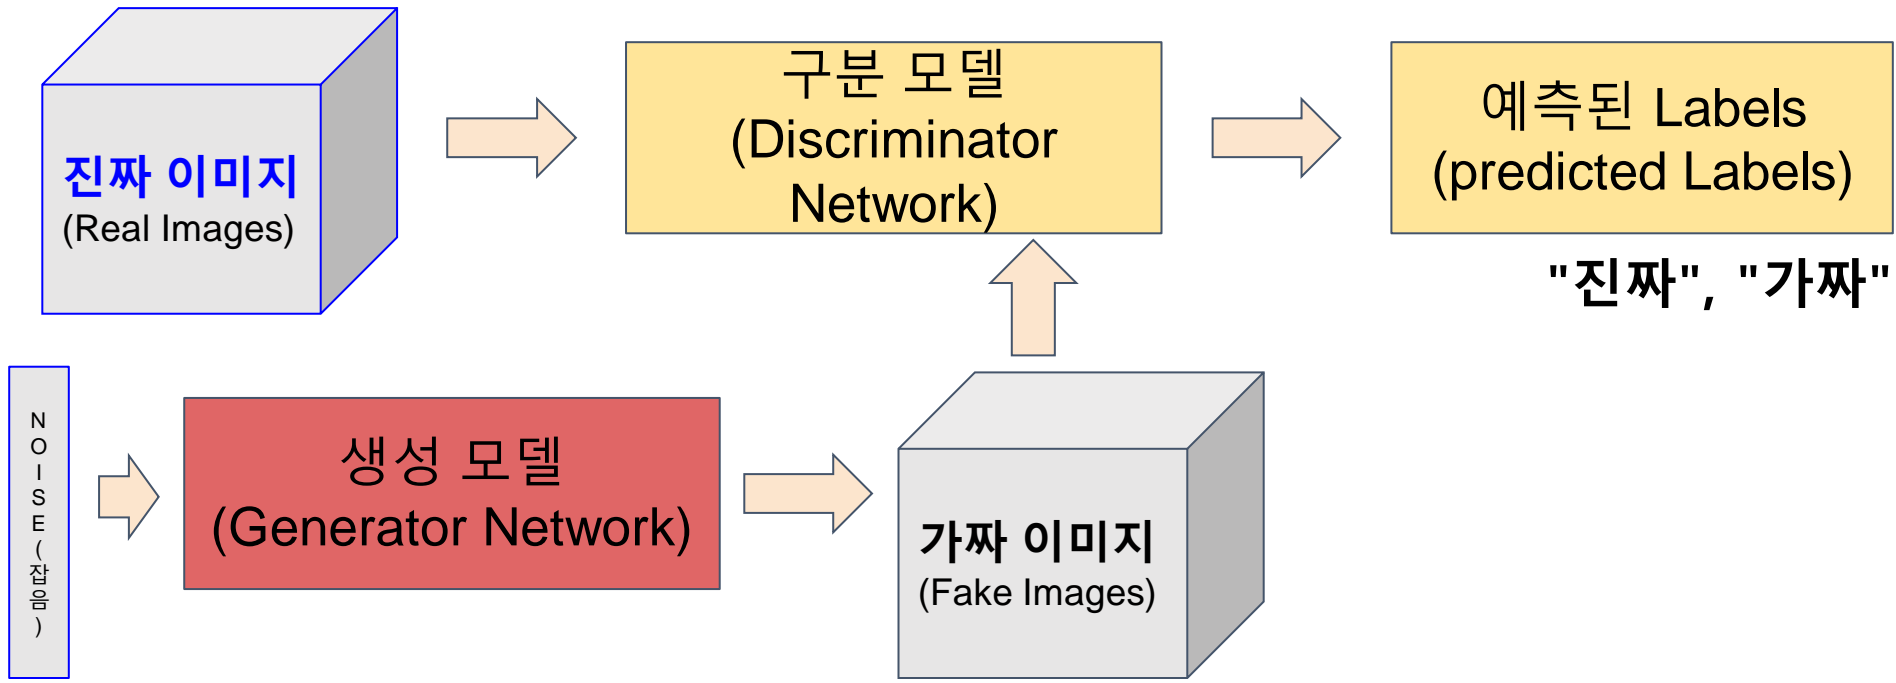 진짜 이미지
(Real Images)
구분 모델
(Discriminator
Network)
예측된 Labels
(predicted Labels)
"진짜", "가짜"
NOISE(잡음)
생성 모델
(Generator Network)
가짜 이미지
(Fake Images)